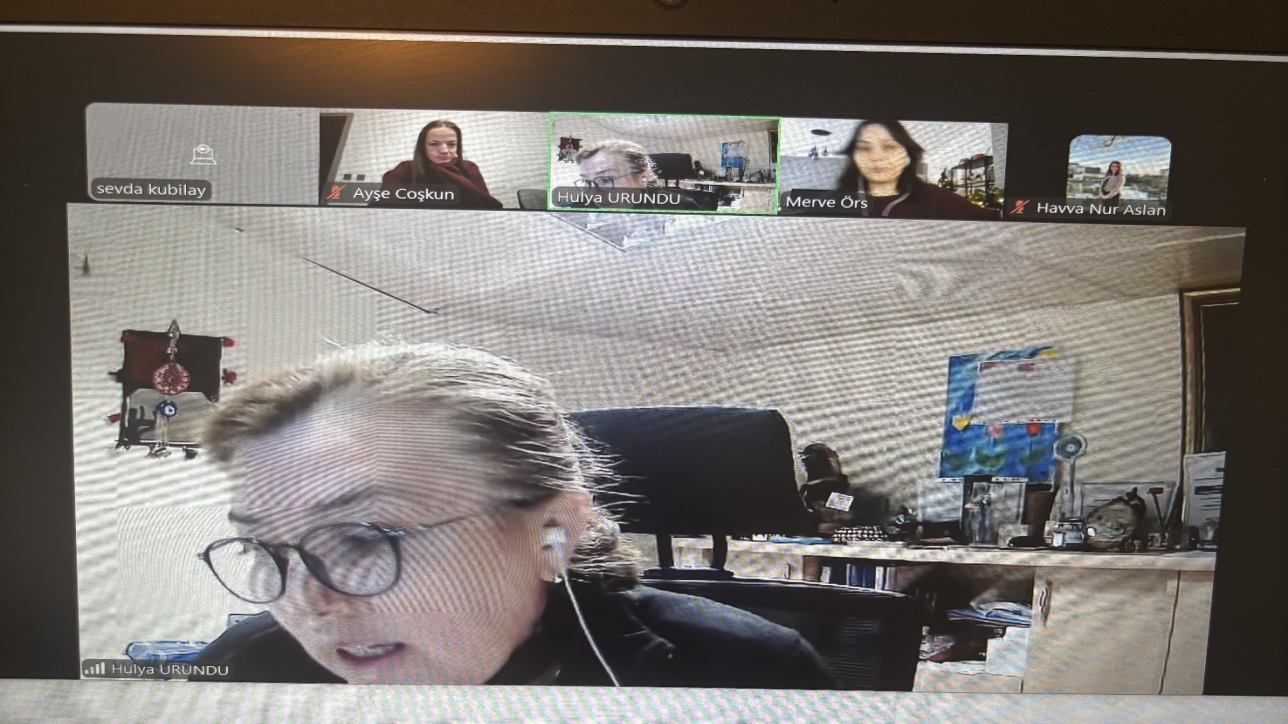 sevda kubilay
Ayşe Coşkun
Hulya URUNDU
Merve Örs
Havva Nur Aslan
Hulya URUNDU